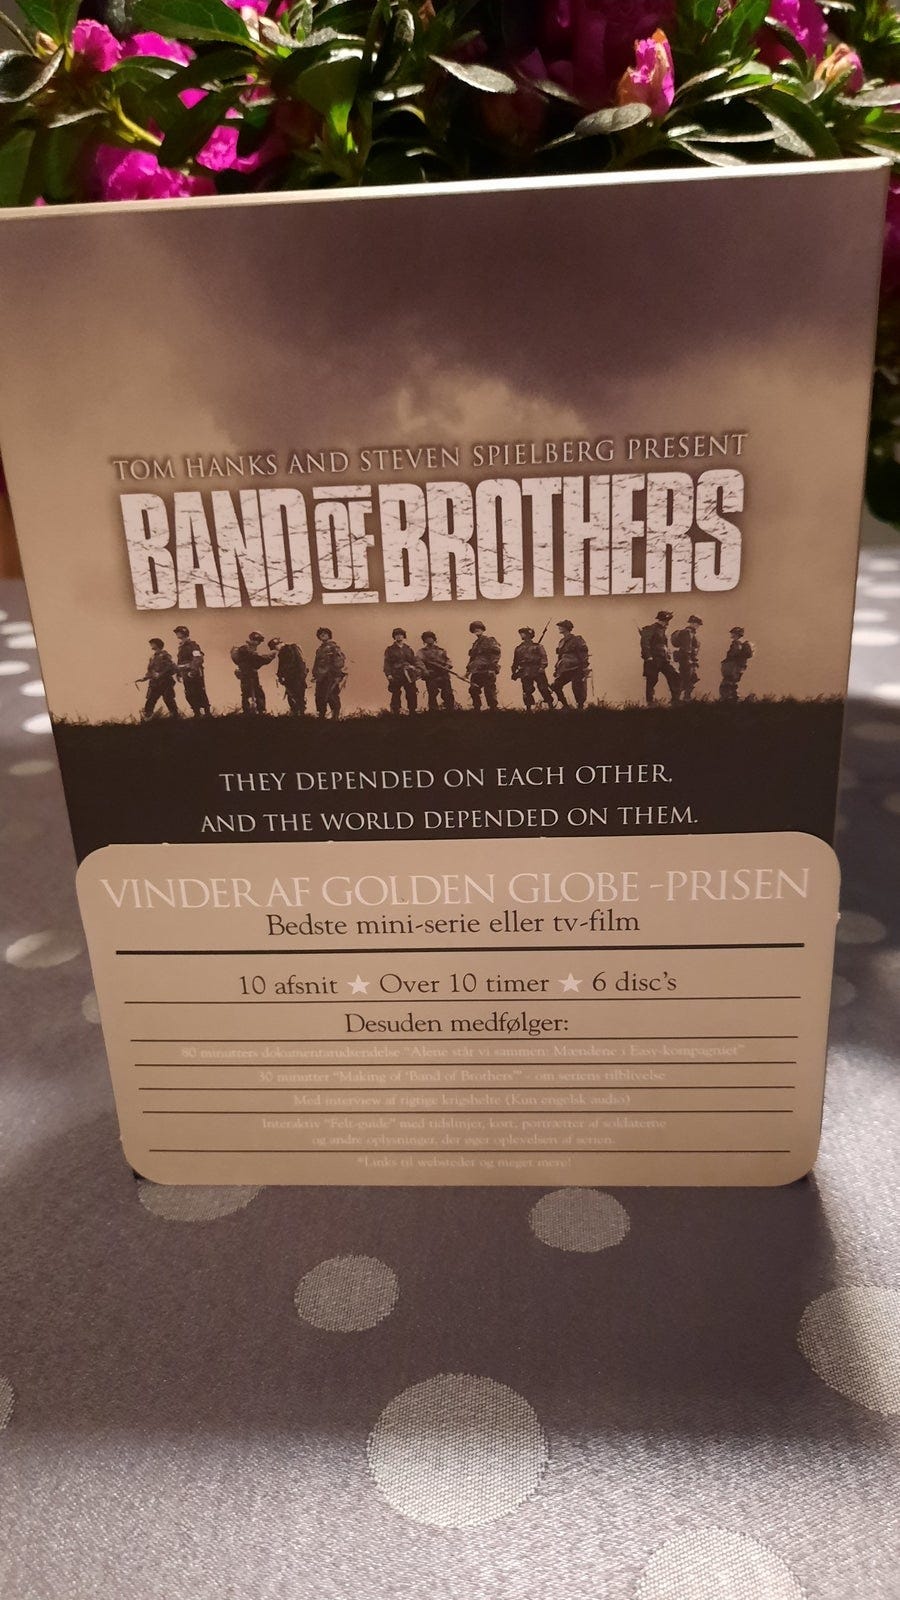 TOM HANKS AND STEVEN SPIELBERG PRESENT
BAND OF BROTHERS
THEY DEPENDED ON EACH OTHER,
AND THE WORLD DEPENDED ON THEM.
VINDER AF GOLDEN GLOBE -PRISEN
Bedste mini-serie eller tv-film
10 afsnit ★ Over 10 timer ★ 6 disc's
Desuden medfølger:
80 minutters dokumentarudsendelse "Alene står vi sammen: Mændene i Easy-kompagniet"
30 minutter "Making of 'Band of Brothers'" - om seriens tilblivelse
Med interview af rigtige krigshelte (Kun engelsk audio)
Interaktiv "Felt-guide" med tidslinjer, kort, portrætter af soldaterne
og andre oplysninger, der øger oplevelsen af serien.
*Links til websteder og meget mere!